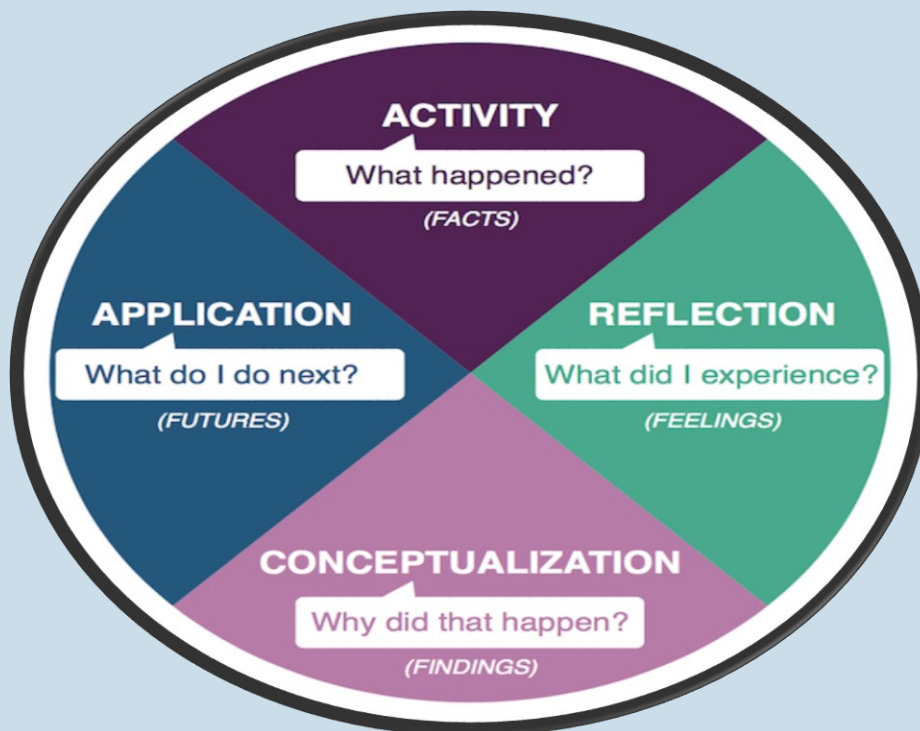 ACTIVITY
What happened?
(FACTS)
REFLECTION
What did I experience?
(FEELINGS)
CONCEPTUALIZATION
Why did that happen?
(FINDINGS)
APPLICATION
What do I do next?
(FUTURES)